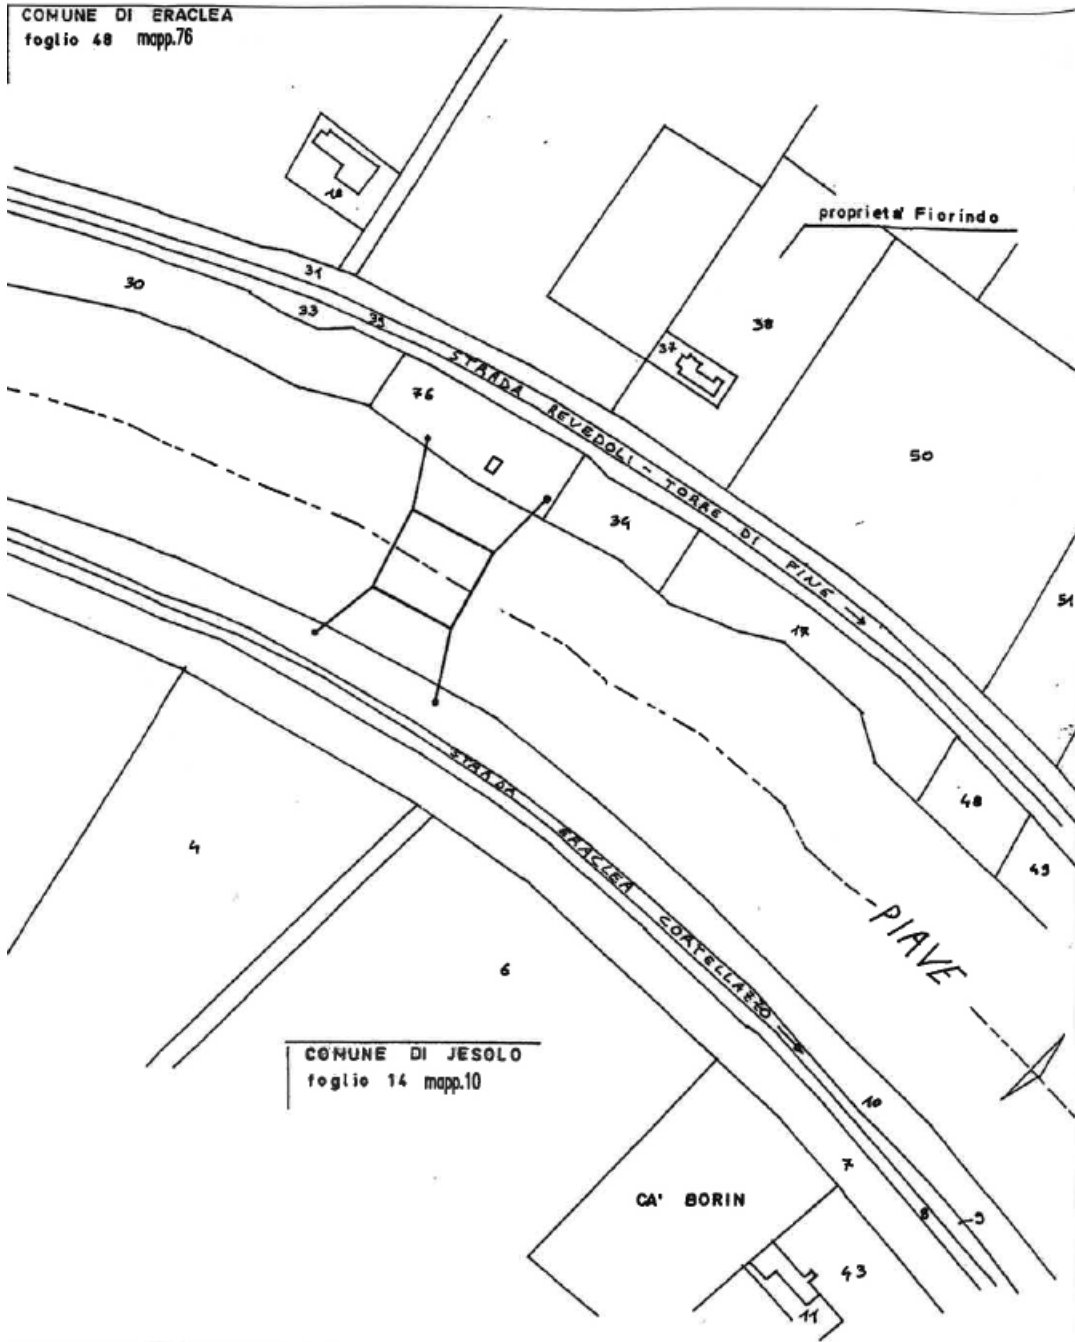 COMUNE DI ERACLEA
foglio 48 mapp.76
proprieta' Fiorindo
31
30
33
35
38
37
STRADA REVEDOLI - TORRE DI FINE →
76
50
34
51
17
48
49
STRADA ERACLEA CORTELLAZZO →
4
PIAVE
6
COMUNE DI JESOLO
foglio 14 mapp.10
10
7
CA' BORIN
8
9
43
11